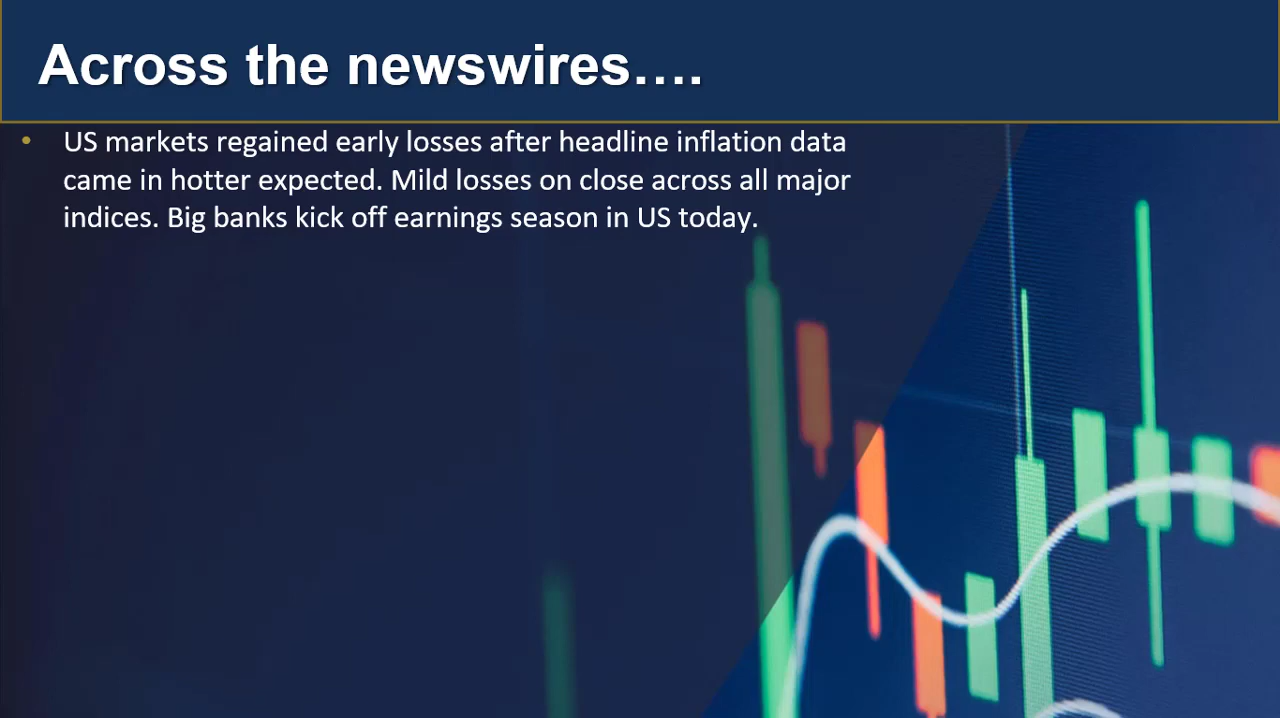 Across the newswires….
• US markets regained early losses after headline inflation data
came in hotter expected. Mild losses on close across all major
indices. Big banks kick off earnings season in US today.